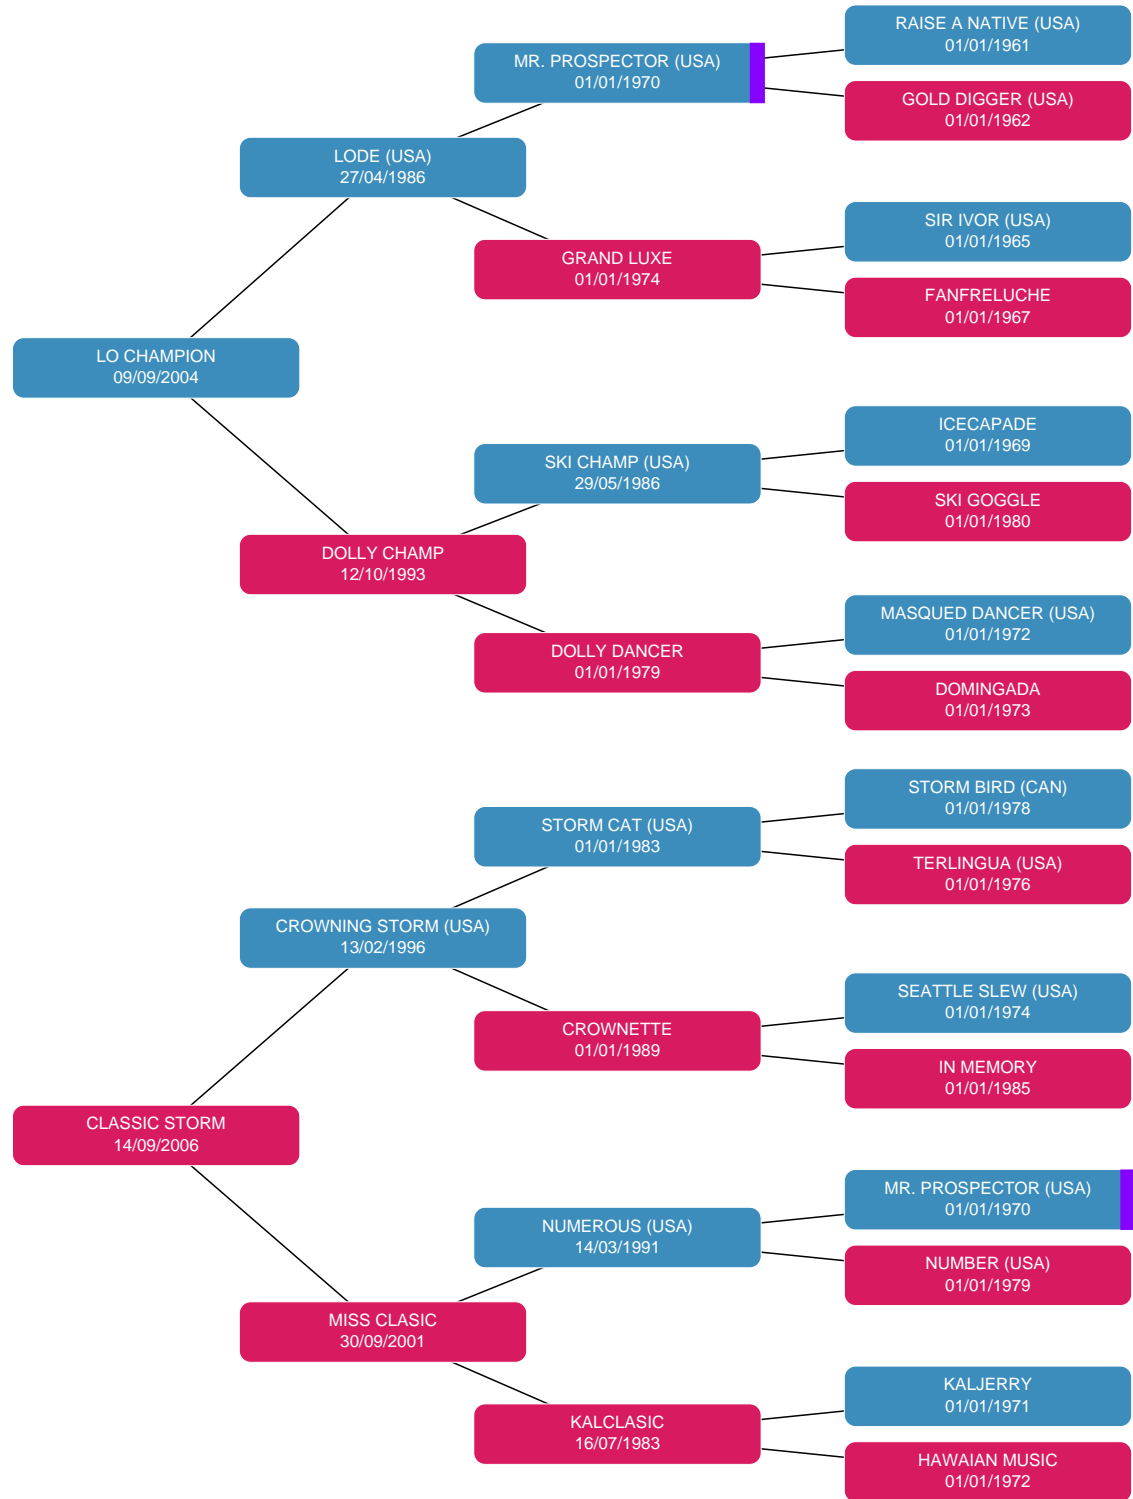 RAISE A NATIVE (USA)
01/01/1961
MR. PROSPECTOR (USA)
01/01/1970
GOLD DIGGER (USA)
01/01/1962
LODE (USA)
27/04/1986
SIR IVOR (USA)
01/01/1965
GRAND LUXE
01/01/1974
FANFRELUCHE
01/01/1967
LO CHAMPION
09/09/2004
ICECAPADE
01/01/1969
SKI CHAMP (USA)
29/05/1986
SKI GOGGLE
01/01/1980
DOLLY CHAMP
12/10/1993
MASQUED DANCER (USA)
01/01/1972
DOLLY DANCER
01/01/1979
DOMINGADA
01/01/1973
STORM BIRD (CAN)
01/01/1978
STORM CAT (USA)
01/01/1983
TERLINGUA (USA)
01/01/1976
CROWNING STORM (USA)
13/02/1996
SEATTLE SLEW (USA)
01/01/1974
CROWNETTE
01/01/1989
IN MEMORY
01/01/1985
CLASSIC STORM
14/09/2006
MR. PROSPECTOR (USA)
01/01/1970
NUMEROUS (USA)
14/03/1991
NUMBER (USA)
01/01/1979
MISS CLASIC
30/09/2001
KALJERRY
01/01/1971
KALCLASIC
16/07/1983
HAWAIAN MUSIC
01/01/1972